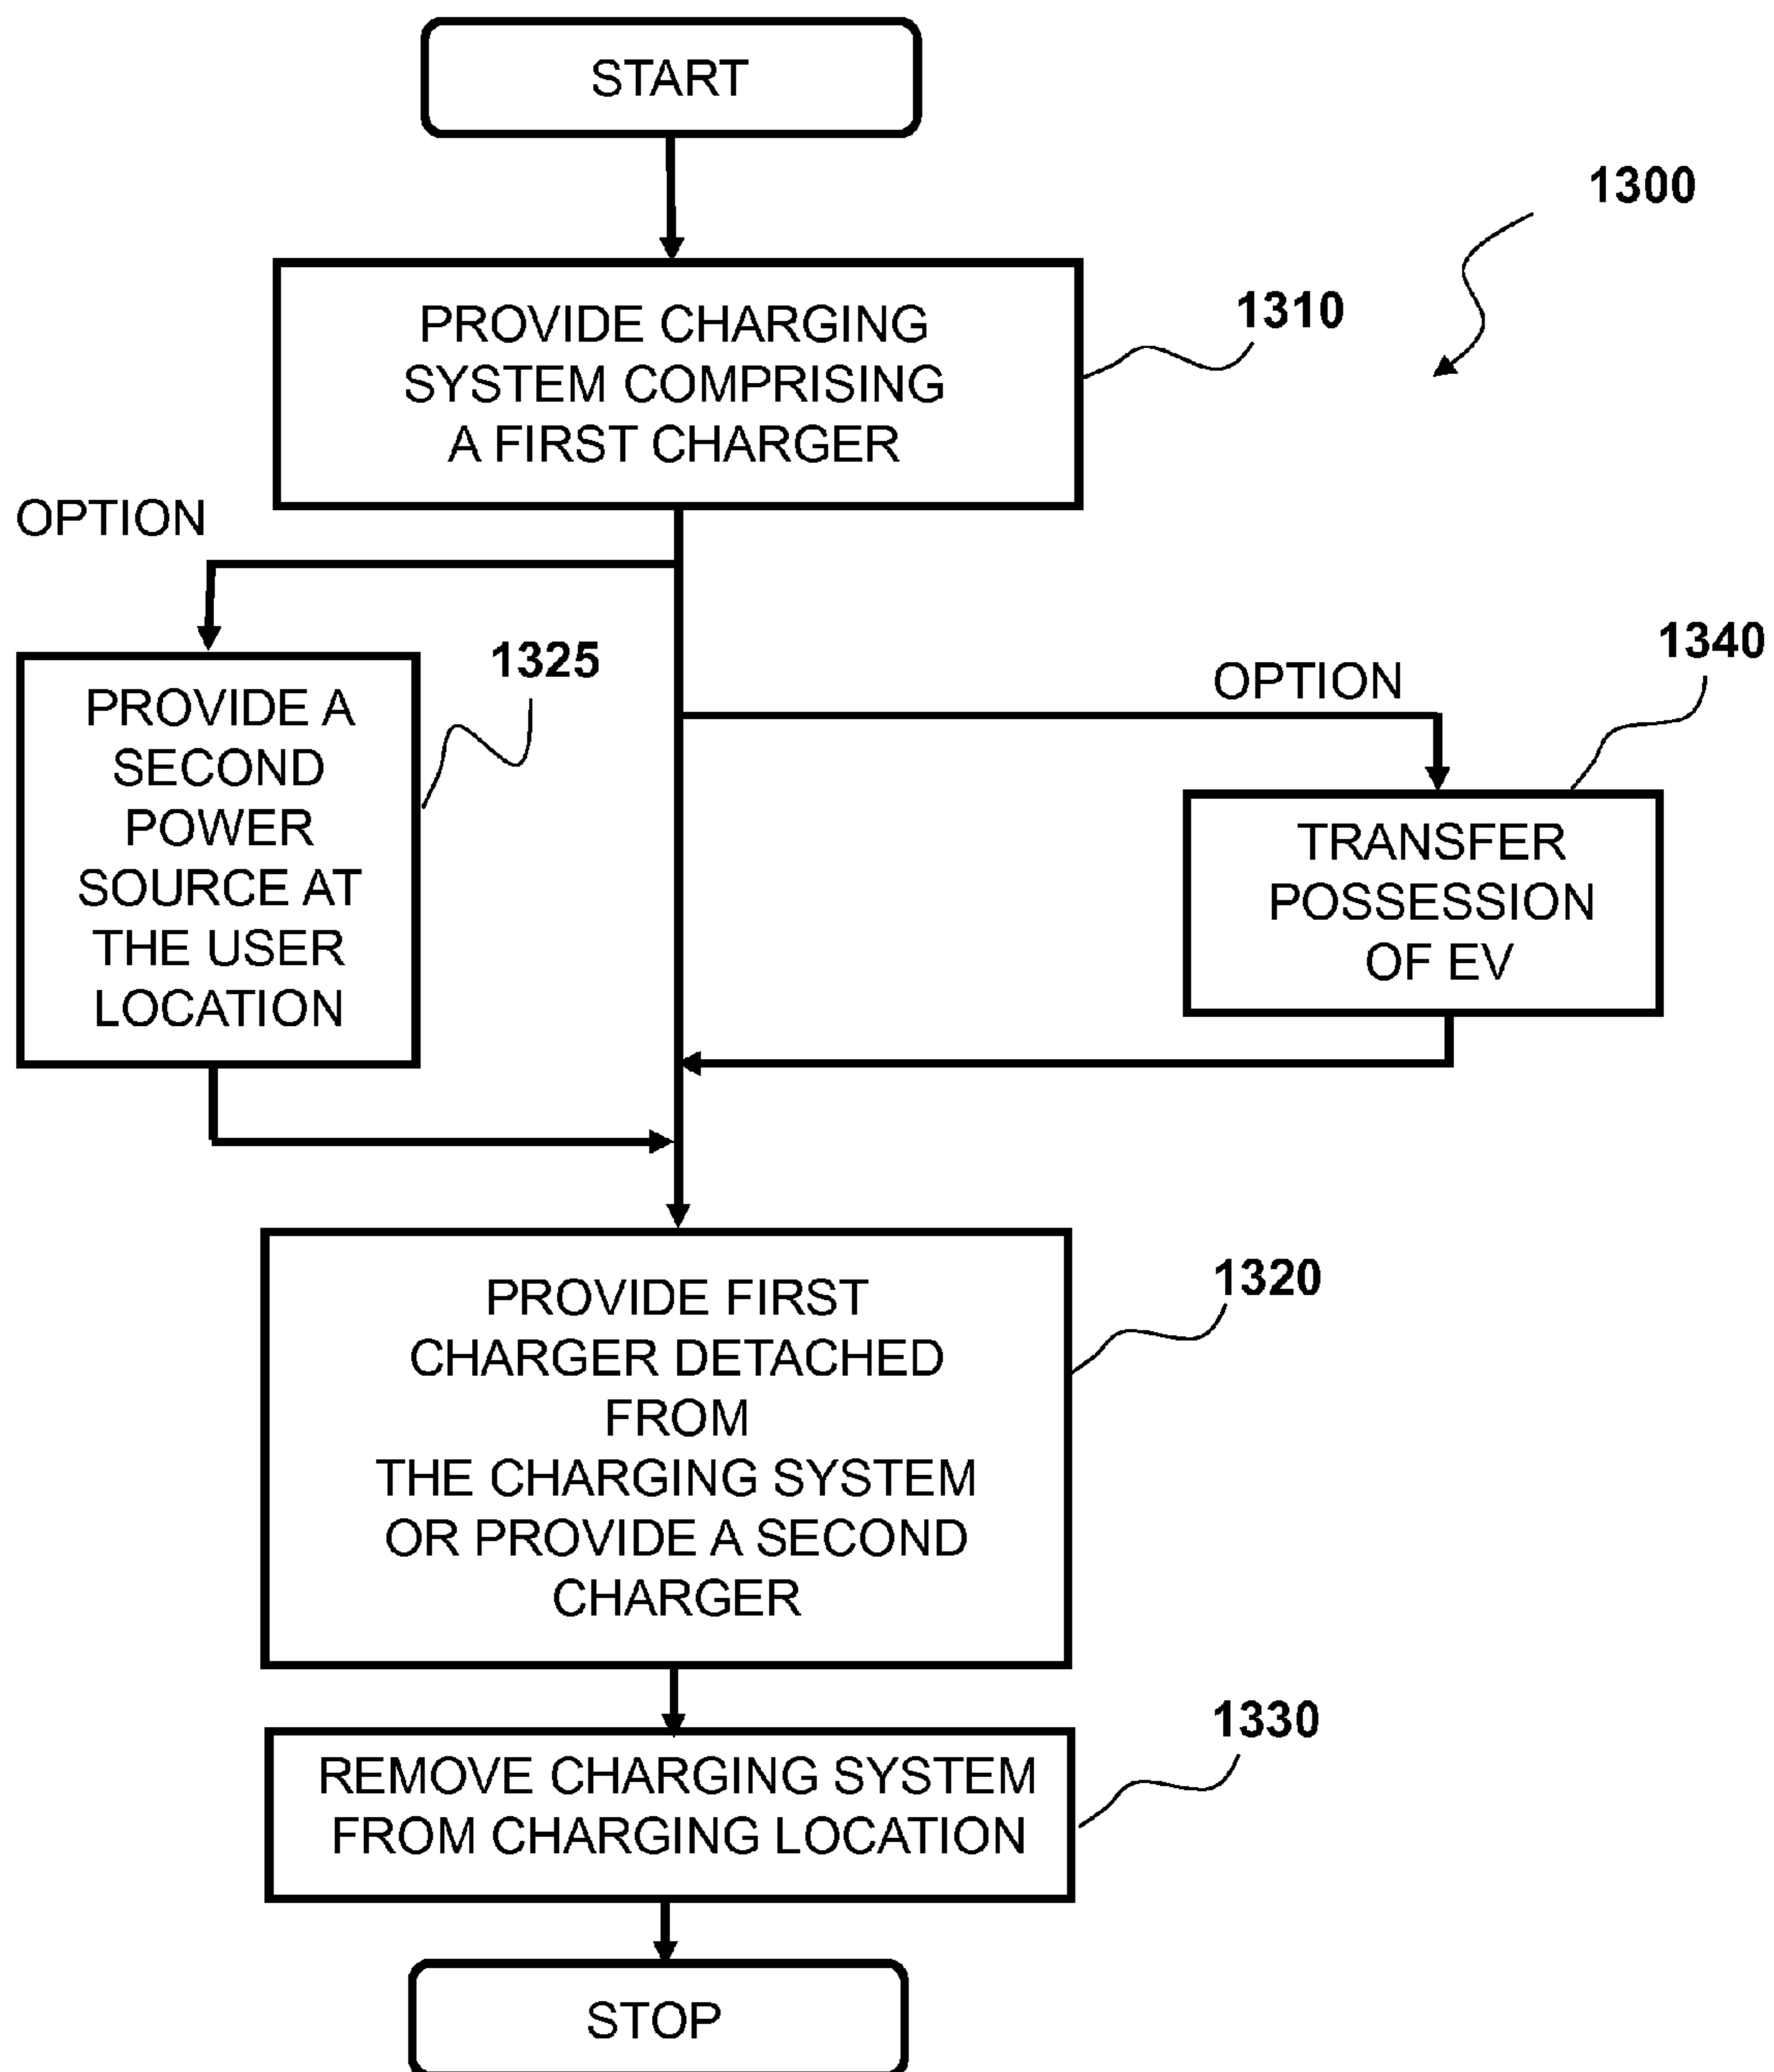 START
1300
PROVIDE CHARGING
SYSTEM COMPRISING
A FIRST CHARGER
1310
OPTION
1325
PROVIDE A
SECOND
POWER
SOURCE AT
THE USER
LOCATION
OPTION
1340
TRANSFER
POSSESSION
OF EV
PROVIDE FIRST
CHARGER DETACHED
FROM
THE CHARGING SYSTEM
OR PROVIDE A SECOND
CHARGER
1320
REMOVE CHARGING SYSTEM
FROM CHARGING LOCATION
1330
STOP